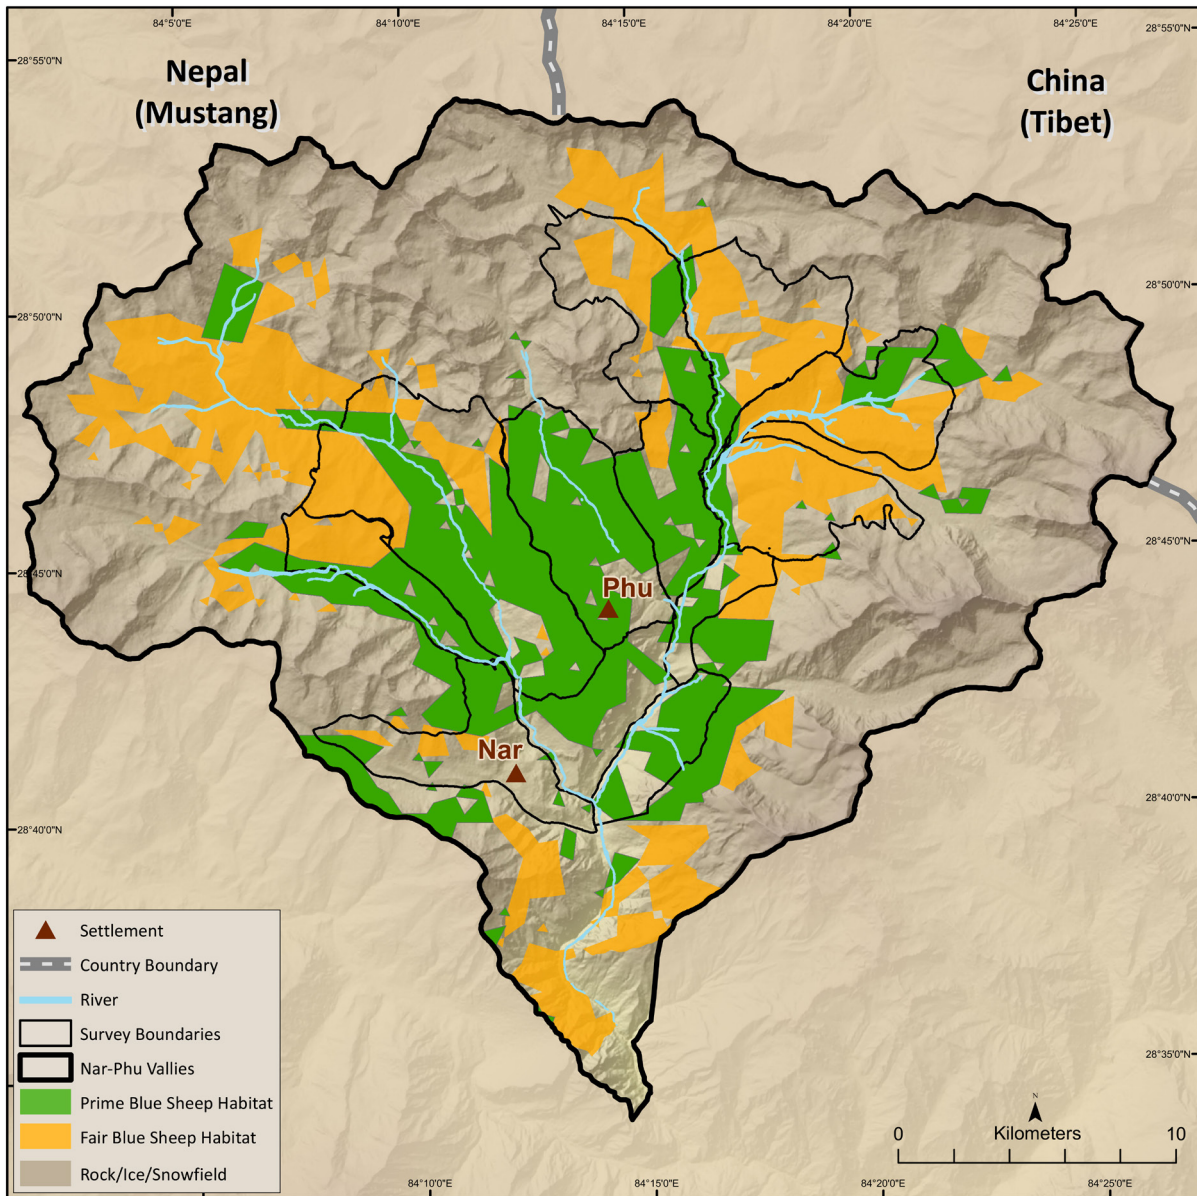 84°5'0"E 84°10'0"E 84°15'0"E 84°20'0"E 84°25'0"E
28°55'0"N
28°55'0"N
Nepal
(Mustang)
China
(Tibet)
28°50'0"N
28°50'0"N
28°45'0"N
28°45'0"N
Phu
Nar
28°40'0"N
28°40'0"N
28°35'0"N
Settlement
Country Boundary
River
Survey Boundaries
Nar-Phu Vallies
Prime Blue Sheep Habitat
Fair Blue Sheep Habitat
Rock/Ice/Snowfield
N
Kilometers
0 10
84°10'0"E 84°15'0"E 84°20'0"E 84°25'0"E